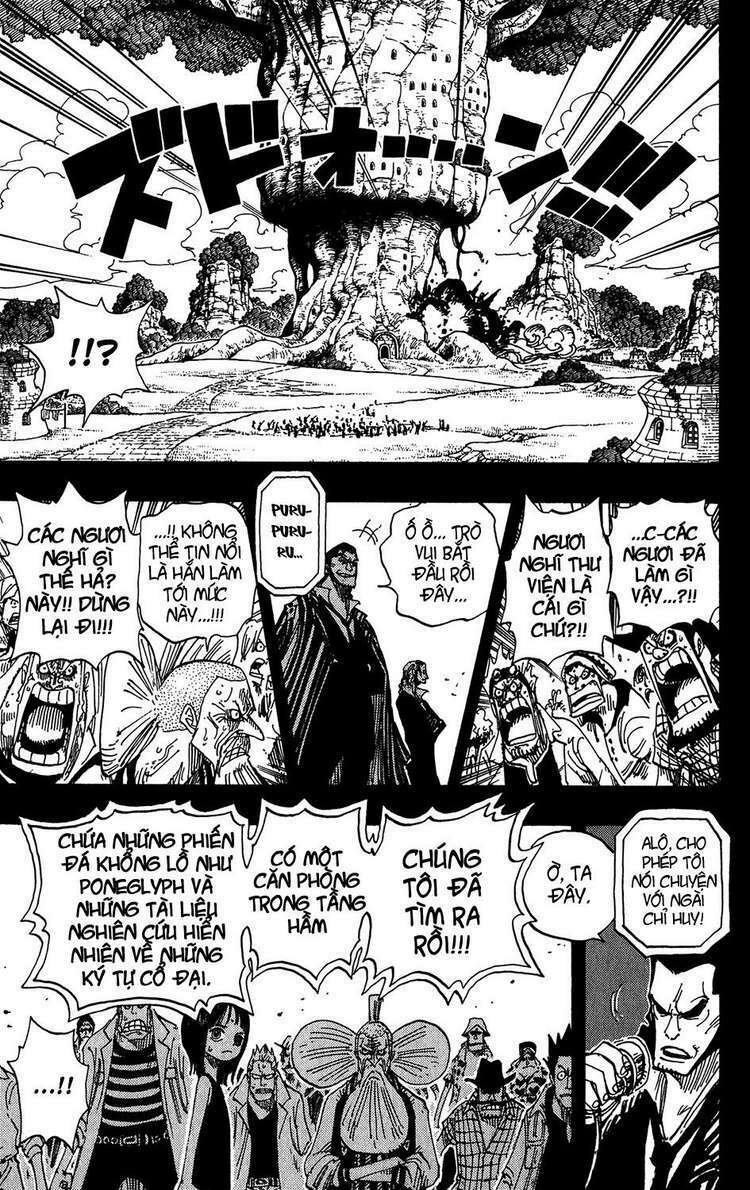 ズドォーーン!!!
!!?
...C-CÁC
NGƯƠI ĐÃ
LÀM GÌ
VẬY...?!!
NGƯƠI
NGHĨ THƯ
VIỆN LÀ
CÁI GÌ
CHỨ?!!
Ồ Ồ... TRÒ
VUI BẮT
ĐẦU RỒI
ĐÂY...
PURU-
PURU-
RU...
...!! KHÔNG
THỂ TIN NỔI
LÀ HẮN LÀM
TỚI MỨC
NÀY...!!!
CÁC NGƯƠI
NGHĨ GÌ
THẾ HẢ?
NÀY!! DỪNG
LẠI ĐI!!!
ALÔ, CHO
PHÉP TÔI
NÓI CHUYỆN
VỚI NGÀI
CHỈ HUY!
Ờ, TA
ĐÂY.
CHÚNG
TÔI ĐÃ
TÌM RA
RỒI!!!
CÓ MỘT
CĂN PHÒNG
TRONG TẦNG
HẦM
CHỨA NHỮNG PHIẾN
ĐÁ KHỔNG LỒ NHƯ
PONEGLYPH VÀ
NHỮNG TÀI LIỆU
NGHIÊN CỨU HIỂN
NHIÊN VỀ NHỮNG
KÝ TỰ CỔ ĐẠI.
...!!